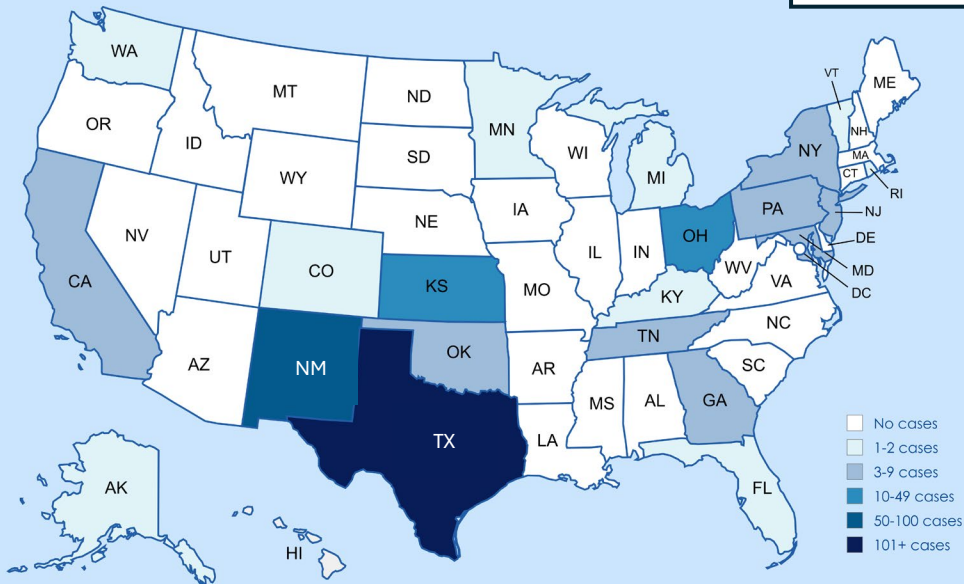 WA
MT
ND
MN
VT
ME
OR
ID
SD
WI
NY
NH
MA
WY
MI
CT
RI
IA
PA
NJ
NE
NV
OH
DE
UT
IL
IN
CO
WV
MD
CA
KS
MO
VA
DC
KY
NC
TN
OK
AZ
NM
AR
SC
MS
AL
GA
TX
LA
AK
FL
HI
No cases
1-2 cases
3-9 cases
10-49 cases
50-100 cases
101+ cases